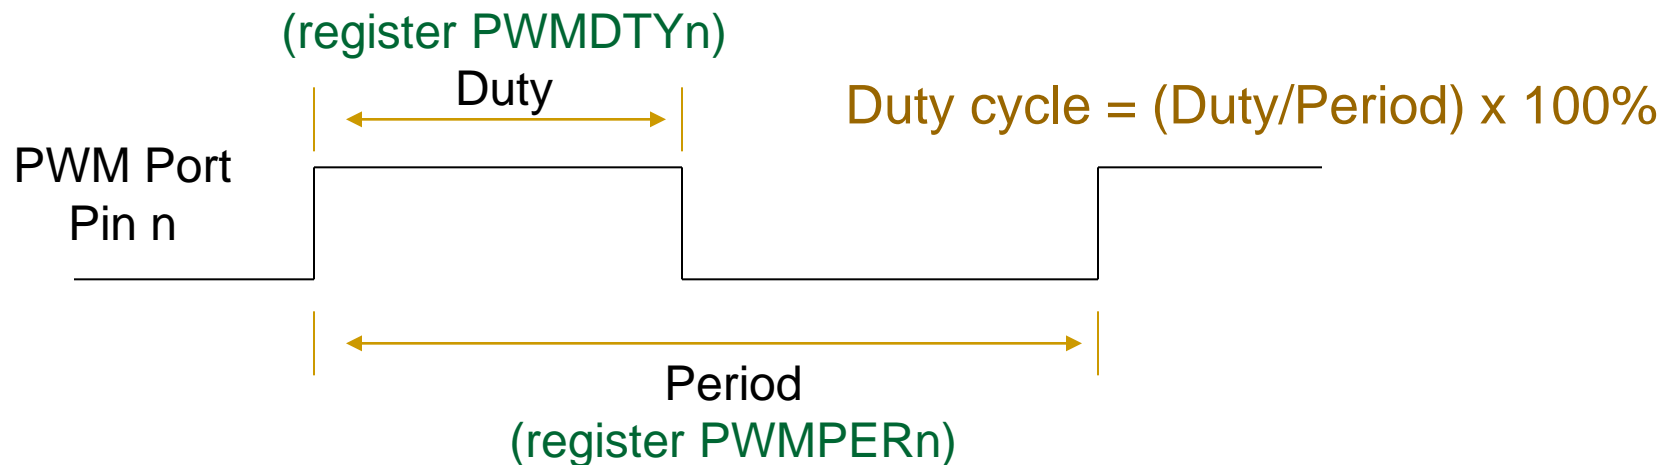 (register PWMDTYn)
Duty
Duty cycle = (Duty/Period) x 100%
PWM Port
Pin n
Period
(register PWMPERn)